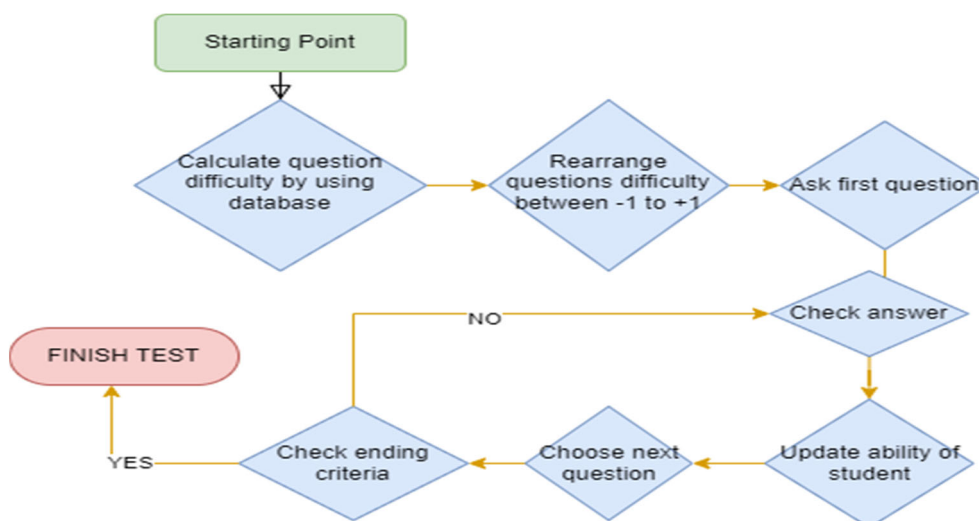 Starting Point
Calculate question
difficulty by using
database
Rearrange
questions difficulty
between -1 to +1
Ask first question
Check answer
NO
FINISH TEST
Update ability of
student
Choose next
question
Check ending
criteria
YES